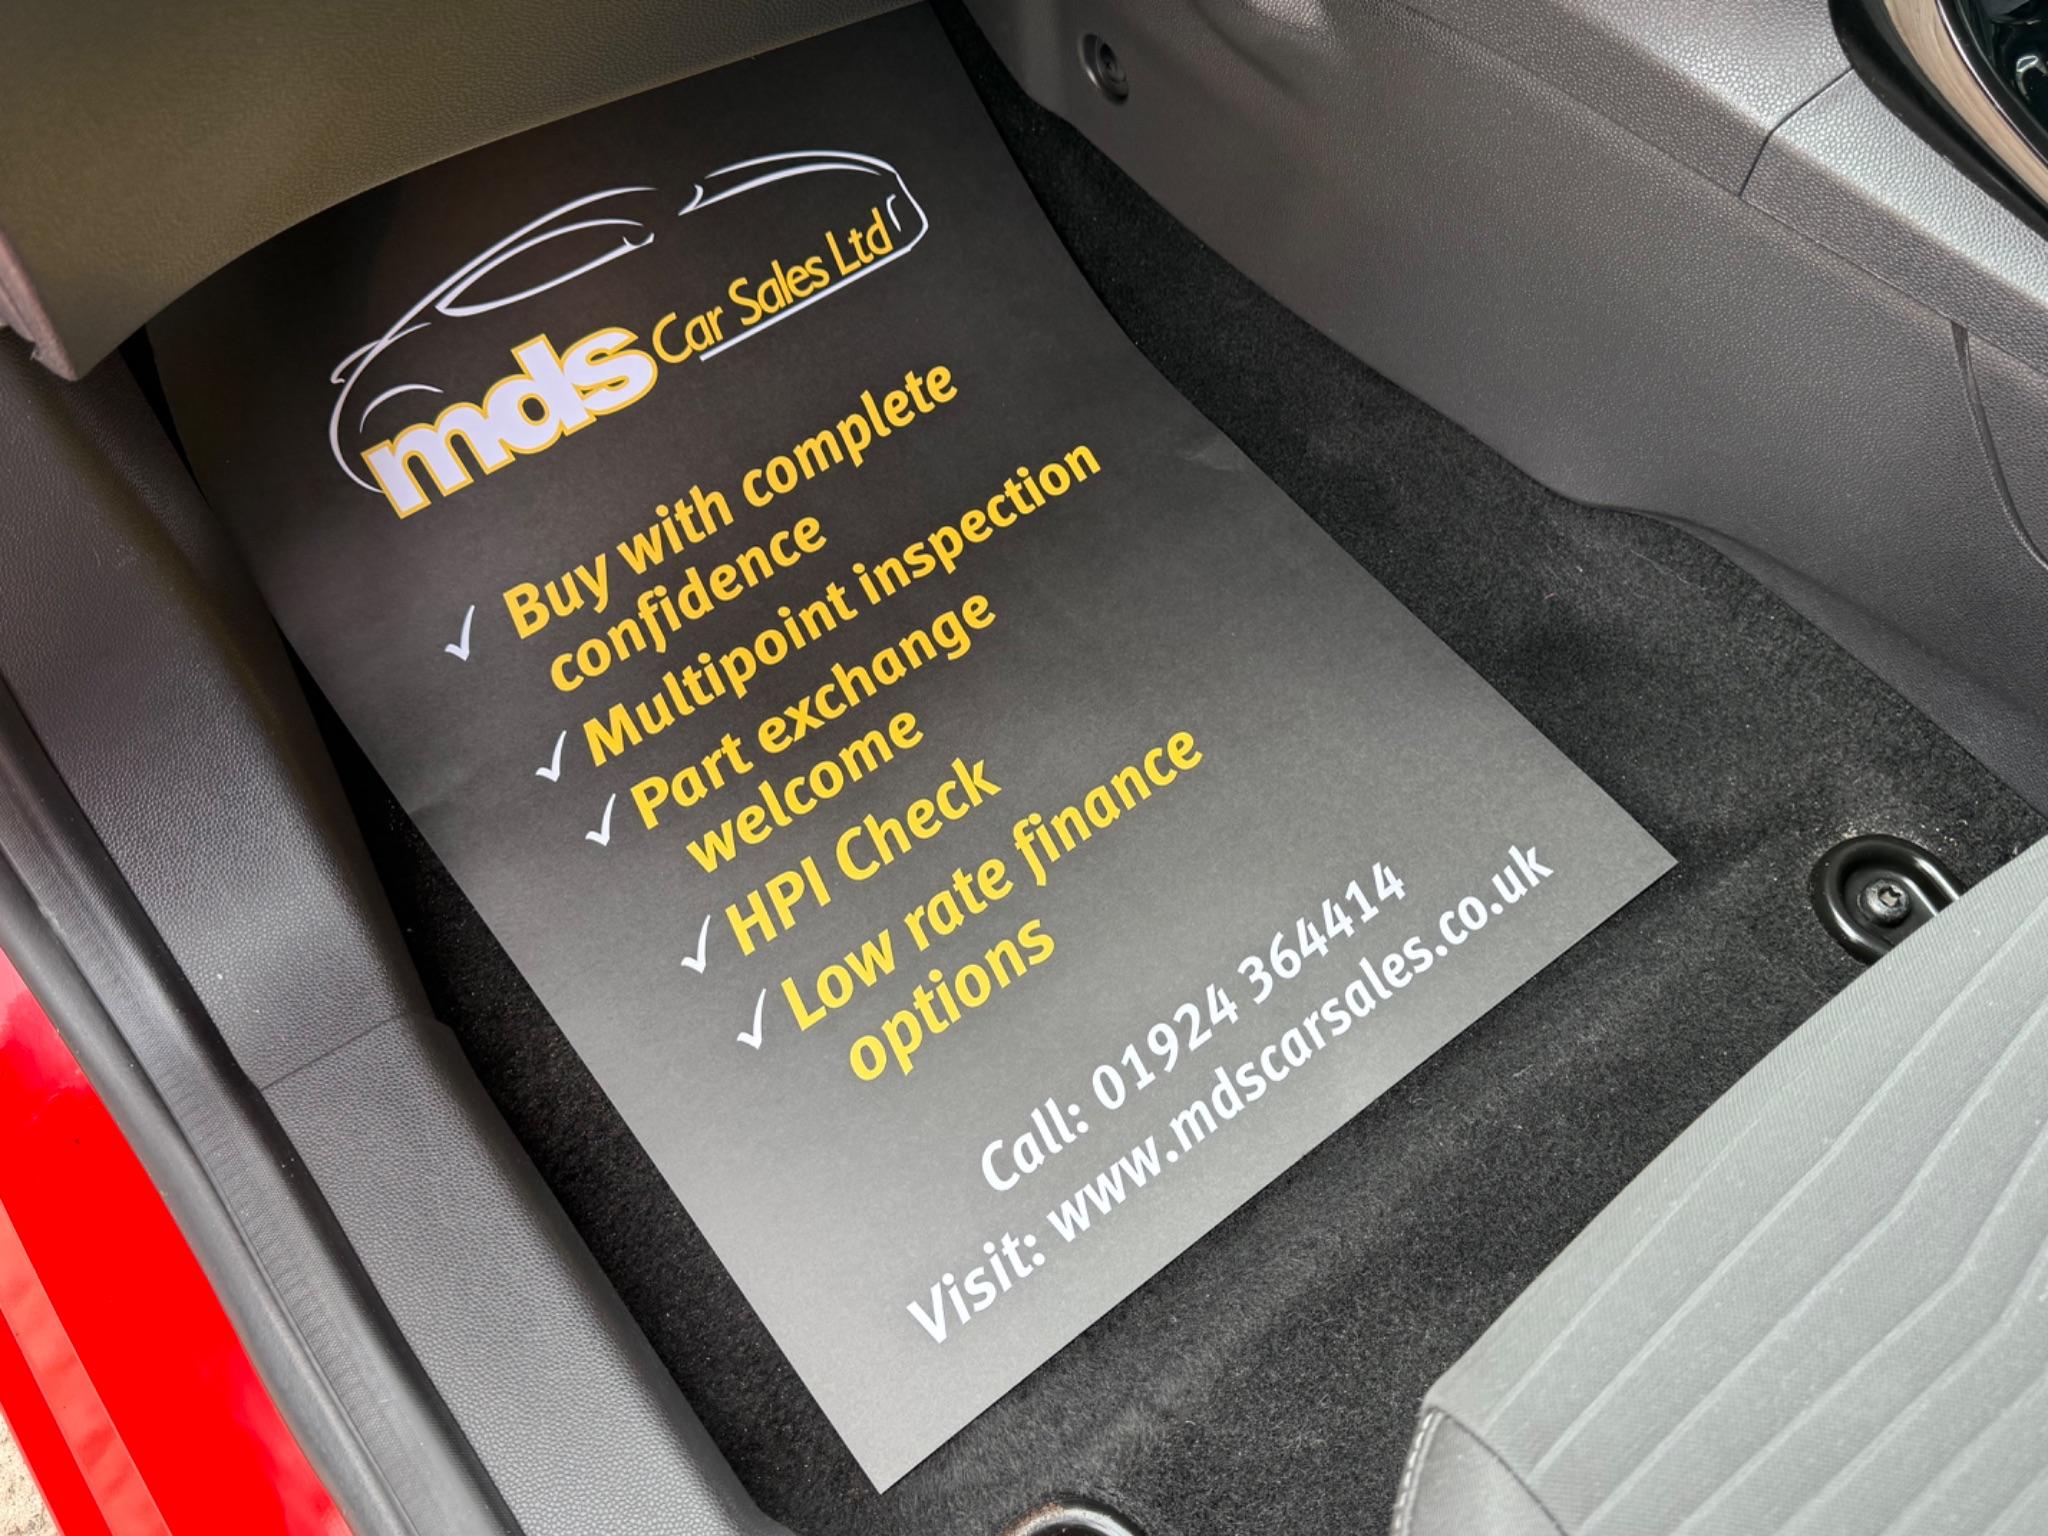 mds Car Sales Ltd
✓ Buy with complete
confidence
✓ Multipoint inspection
✓ Part exchange
welcome
✓ HPI Check
✓ Low rate finance
options
Call: 01924 364414
Visit: www.mdscarsales.co.uk